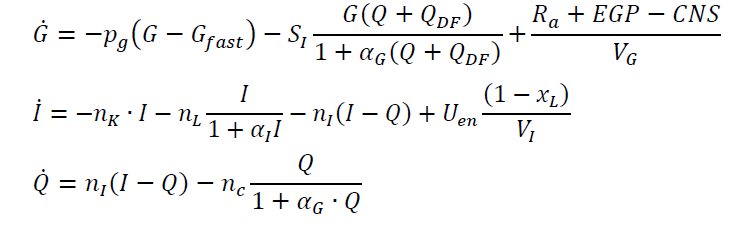 Ġ = −p_g(G − G_fast) − S_I G(Q + Q_DF) / 1 + α_G(Q + Q_DF) + R_a + EGP − CNS / V_G
İ = −n_K · I − n_L I / 1 + α_I I − n_I(I − Q) + U_en (1 − x_L) / V_I
Q̇ = n_I(I − Q) − n_c Q / 1 + α_G · Q